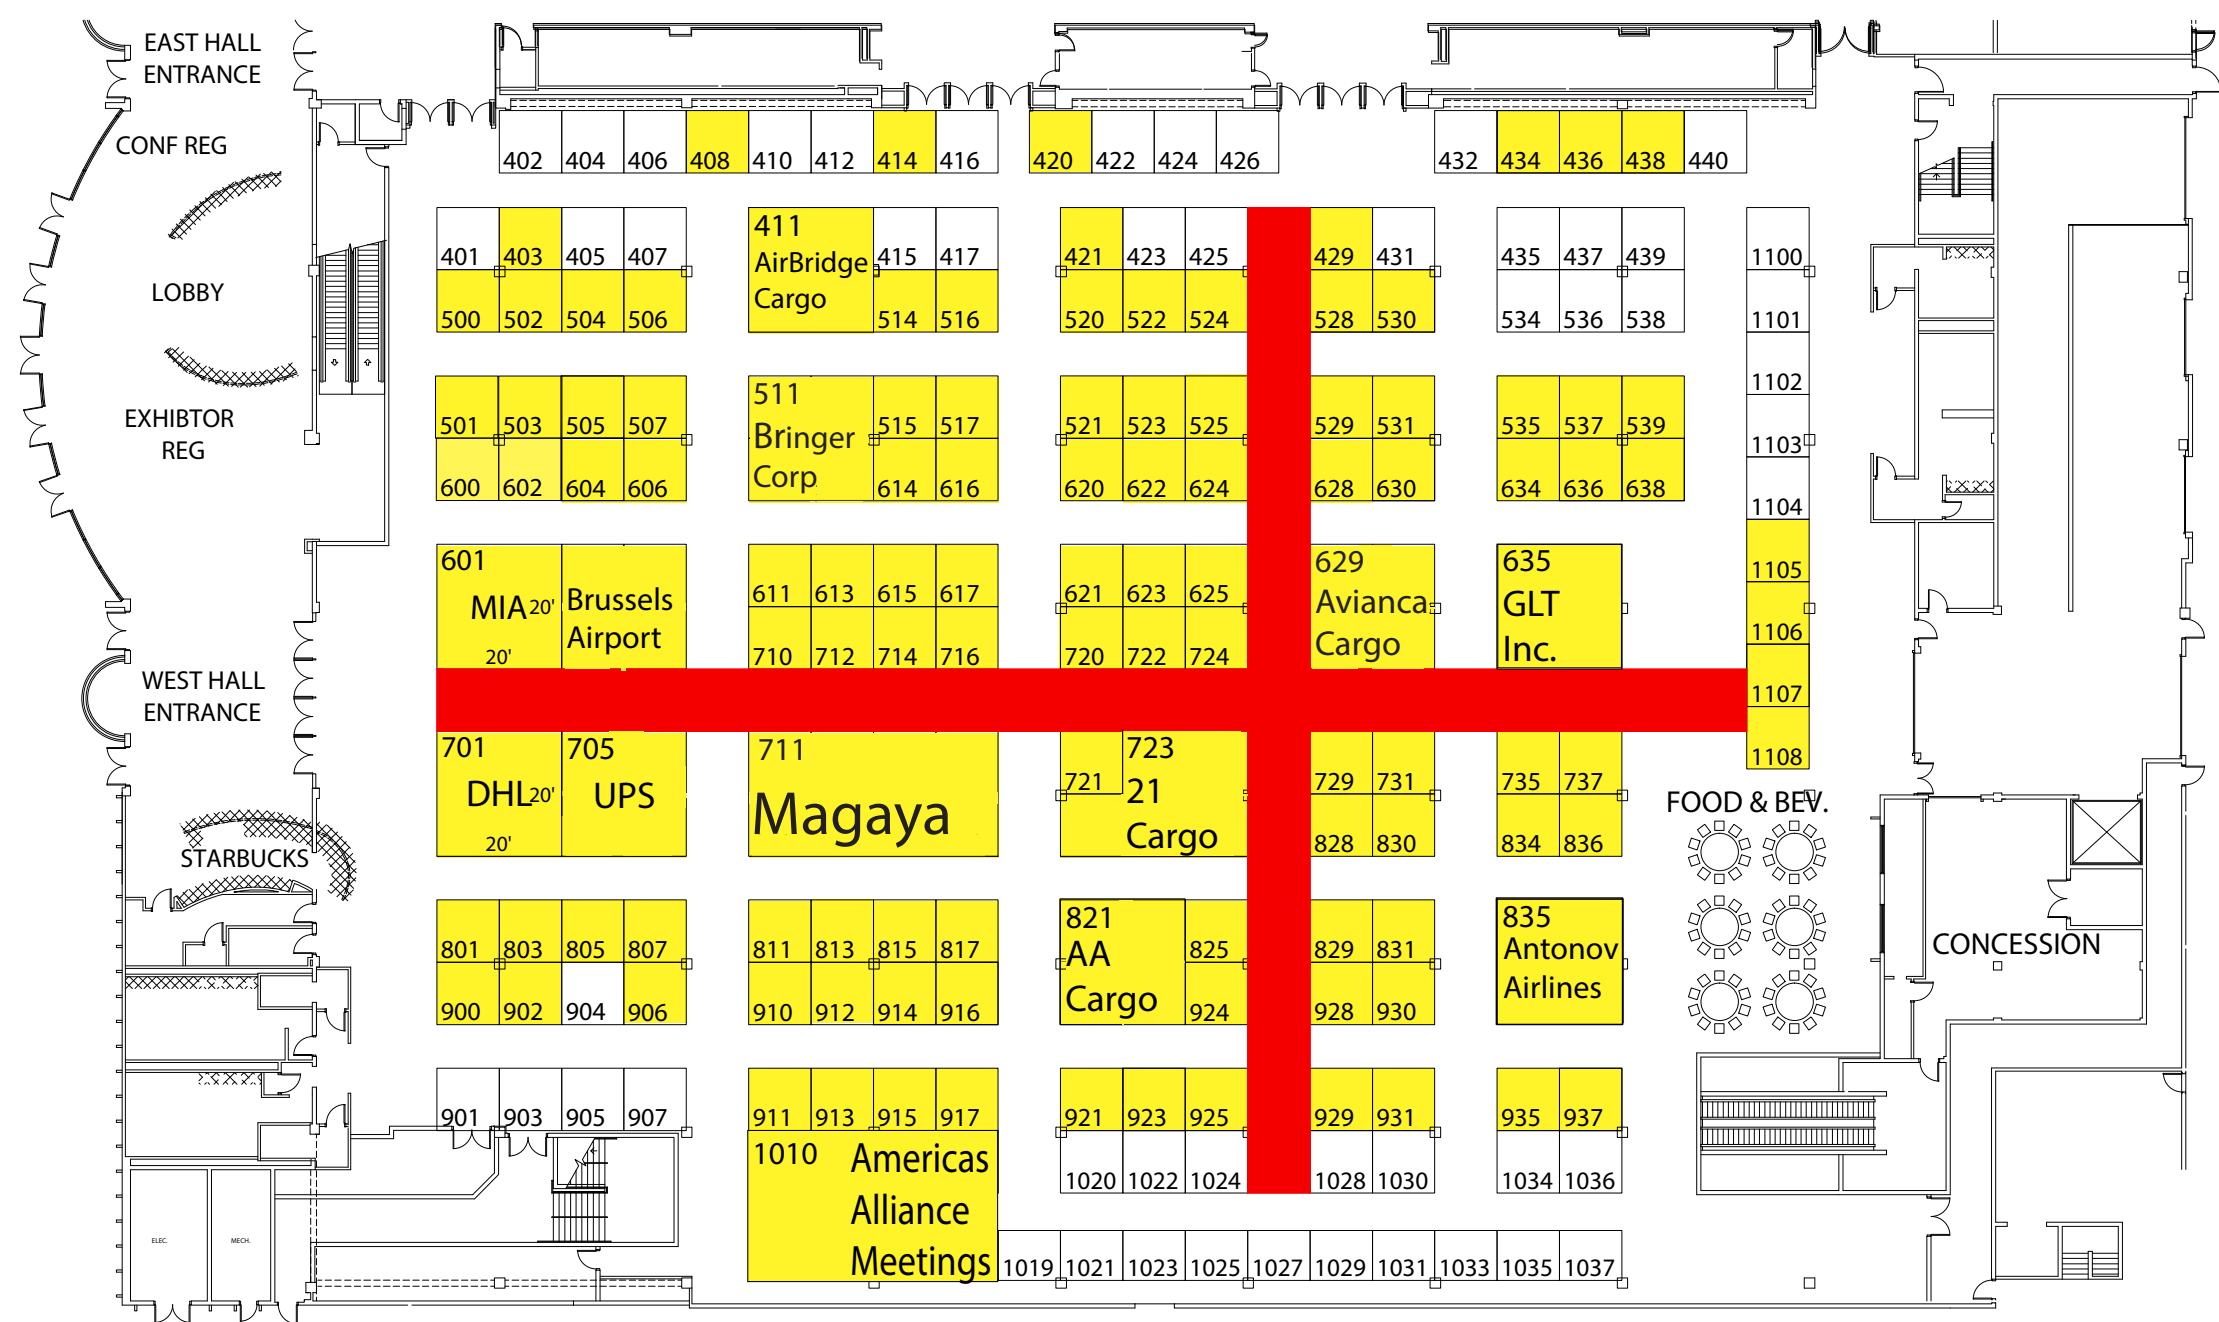 EAST HALL
ENTRANCE
CONF REG
LOBBY
EXHIBTOR
REG
WEST HALL
ENTRANCE
STARBUCKS
ELEC.
MECH.
402 404 406 408 410 412 414 416 420 422 424 426 432 434 436 438 440
401 403 405 407
411
AirBridge
Cargo
415 417 421 423 425 429 431 435 437 439 1100
500 502 504 506 514 516 520 522 524 528 530 534 536 538 1101
1102
501 503 505 507
511
Bringer
Corp
515 517 521 523 525 529 531 535 537 539 1103
600 602 604 606 614 616 620 622 624 628 630 634 636 638 1104
601
MIA 20'
20'
Brussels
Airport
611 613 615 617 621 623 625
629
Avianca
Cargo
635
GLT
Inc.
1105
1106
710 712 714 716 720 722 724
1107
1108
701
DHL 20'
20'
705
UPS
711
Magaya
721
723
21
Cargo
729 731 735 737
828 830 834 836
FOOD & BEV.
CONCESSION
801 803 805 807 811 813 815 817
821
AA
Cargo
825 829 831
835
Antonov
Airlines
900 902 904 906 910 912 914 916 924 928 930
901 903 905 907 911 913 915 917 921 923 925 929 931 935 937
1010
Americas
Alliance
Meetings
1020 1022 1024 1028 1030 1034 1036
1019 1021 1023 1025 1027 1029 1031 1033 1035 1037